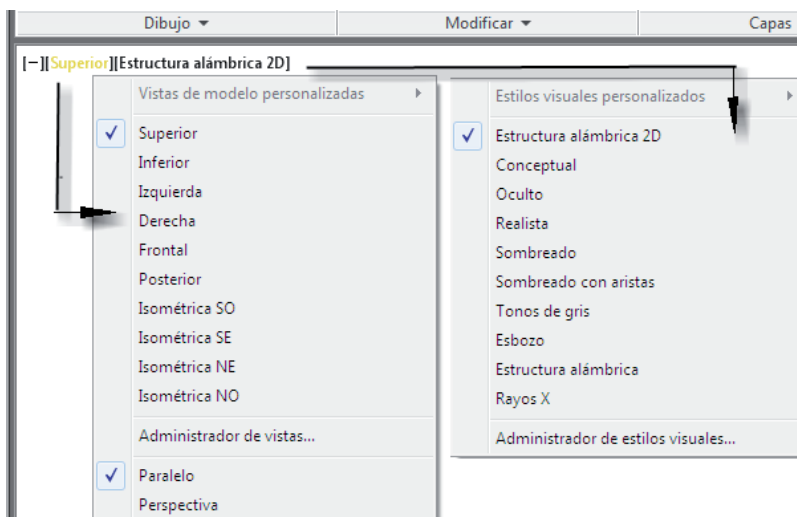 Dibujo
Modificar
Capas
[−][Superior][Estructura alámbrica 2D]
Vistas de modelo personalizadas
Superior
Inferior
Izquierda
Derecha
Frontal
Posterior
Isométrica SO
Isométrica SE
Isométrica NE
Isométrica NO
Administrador de vistas...
Paralelo
Perspectiva
Estilos visuales personalizados
Estructura alámbrica 2D
Conceptual
Oculto
Realista
Sombreado
Sombreado con aristas
Tonos de gris
Esbozo
Estructura alámbrica
Rayos X
Administrador de estilos visuales...